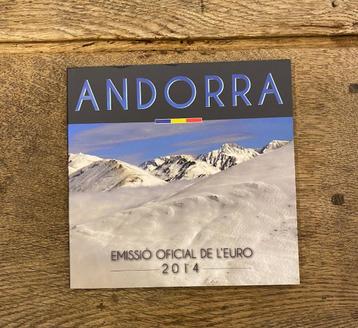 ANDORRA
EMISSIÓ OFICIAL DE L'EURO
2014